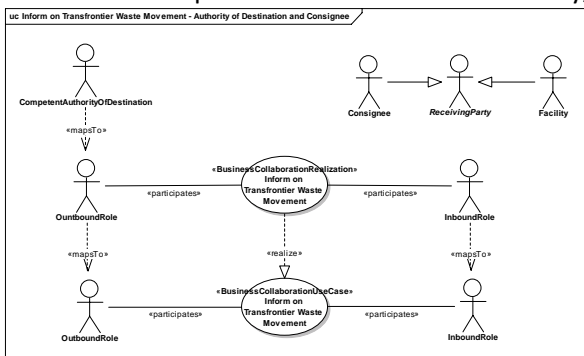 uc Inform on Transfrontier Waste Movement - Authority of Destination and Consignee
CompetentAuthorityOfDestination
Consignee
ReceivingParty
Facility
«mapsTo»
«BusinessCollaborationRealization»
Inform on
Transfrontier Waste
Movement
«participates»
«participates»
OuntboundRole
InboundRole
«mapsTo»
«realize»
«mapsTo»
«BusinessCollaborationUseCase»
Inform on
Transfrontier Waste
Movement
«participates»
«participates»
OutboundRole
InboundRole